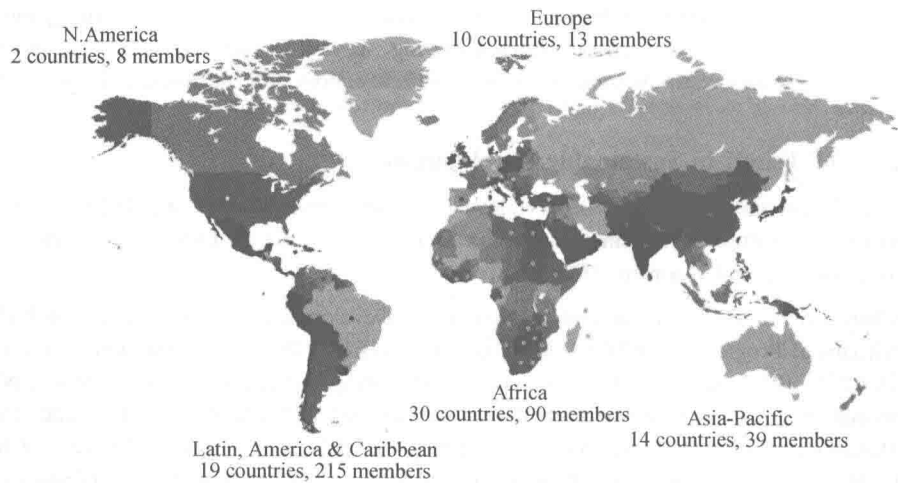 N.America
2 countries, 8 members
Europe
10 countries, 13 members
Africa
30 countries, 90 members
Asia-Pacific
14 countries, 39 members
Latin, America & Caribbean
19 countries, 215 members